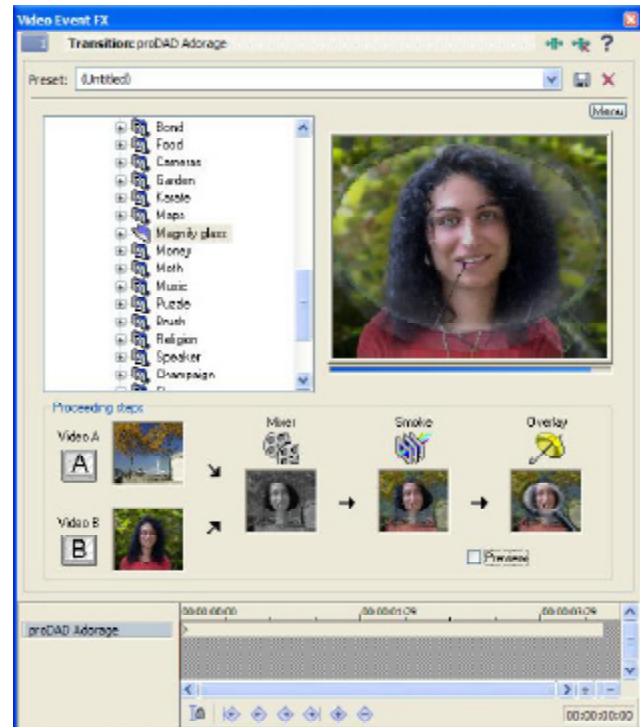 Video Event FX
Transition: proDAD Adorage
?
Preset: (Untitled)
Menu
Bond
Food
Cameras
Garden
Karate
Maps
Magnify glass
Money
Moth
Music
Puzzle
Brush
Religion
Speaker
Champaign
Proceeding steps
Video A
A
Mixer
Smoke
Overlay
Video B
B
Preview
00:00:00:00 00:00:01:29 00:00:03:29
proDAD Adorage
00:00:00:00